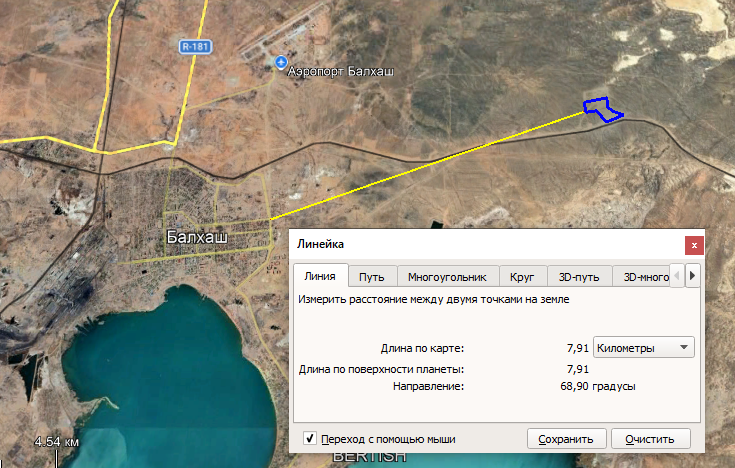 R-181
Аэропорт Балхаш
Балхаш
Линейка
x
Линия
Путь
Многоугольник
Круг
3D-путь
3D-много
Измерить расстояние между двумя точками на земле
Длина по карте: 7,91 Километры
Длина по поверхности планеты: 7,91
Направление: 68,90 градусы
Переход с помощью мыши
Сохранить
Очистить
4.54 км
BERTISH